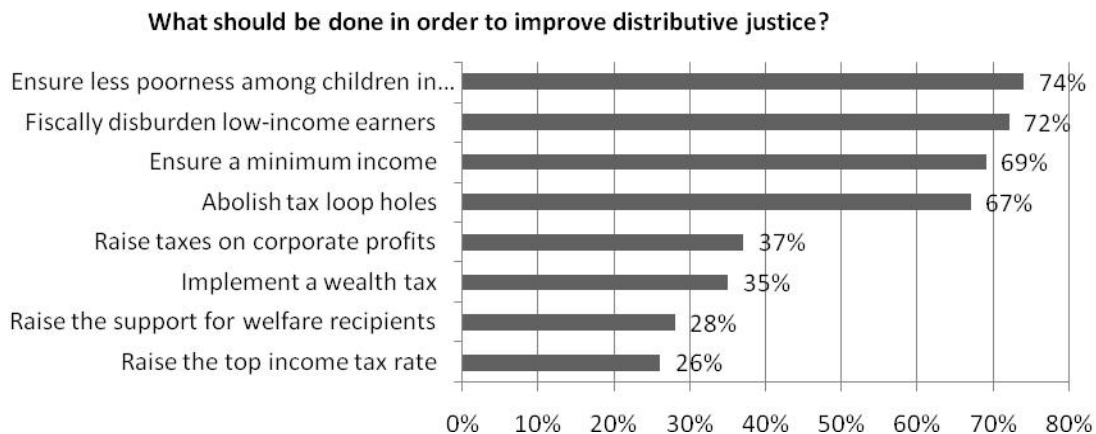 What should be done in order to improve distributive justice?
Ensure less poorness among children in... 74%
Fiscally disburden low-income earners 72%
Ensure a minimum income 69%
Abolish tax loop holes 67%
Raise taxes on corporate profits 37%
Implement a wealth tax 35%
Raise the support for welfare recipients 28%
Raise the top income tax rate 26%
0% 10% 20% 30% 40% 50% 60% 70% 80%